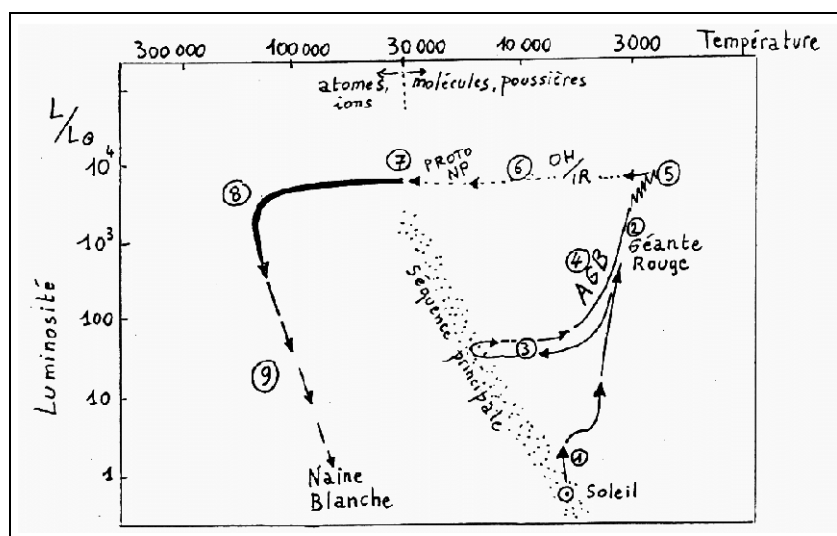 300 000 100 000 30 000 10 000 3000 Température
atomes, molécules, poussières
ions
L/L⊙
10⁴
⑦ PROTO NP ⑥ OH/IR ⑤
⑧
10³
② Géante
Rouge
④ AGB
Luminosité
100
Séquence principale
③
⑨
10
1
①
Naine
Blanche
Soleil